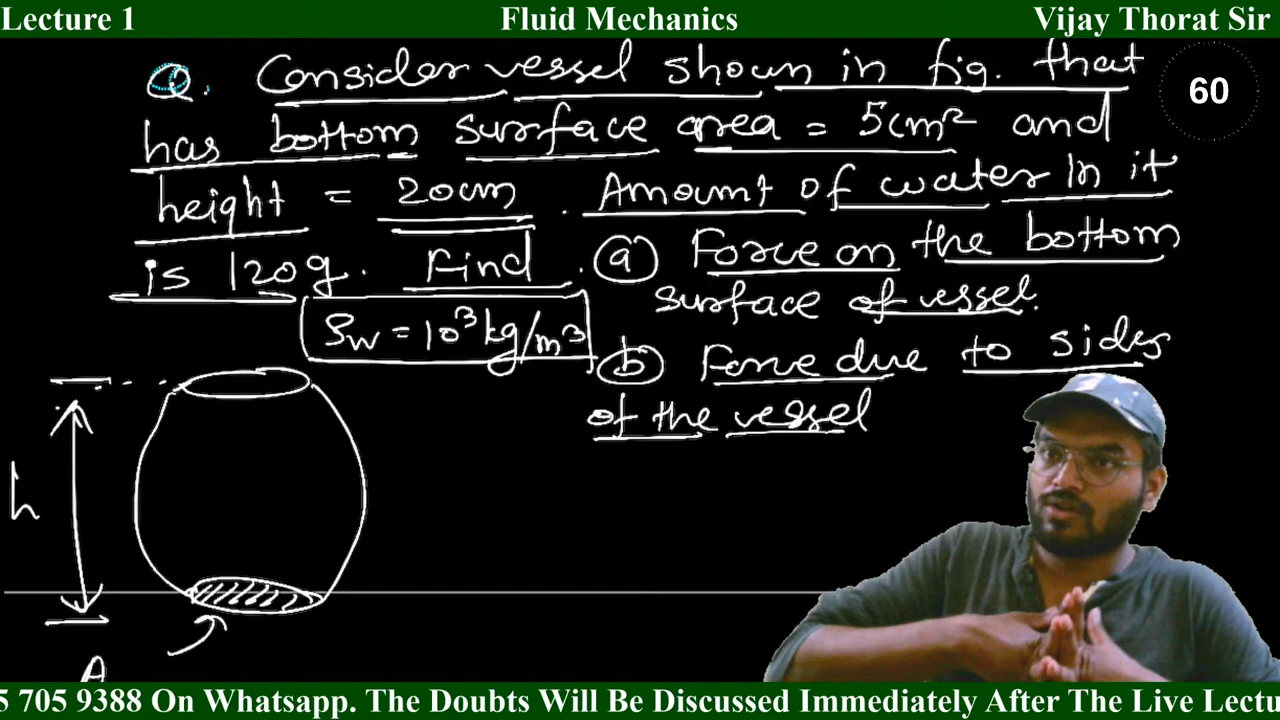 Lecture 1 Fluid Mechanics Vijay Thorat Sir
60
Q. Consider vessel shown in fig. that
has bottom surface area = 5cm² and
height = 20cm. Amount of water in it
is 120g. Find. (a) Force on the bottom
surface of vessel.
ρw = 10³ kg/m³
(b) Force due to sides
of the vessel
h
A
5 705 9388 On Whatsapp. The Doubts Will Be Discussed Immediately After The Live Lectu